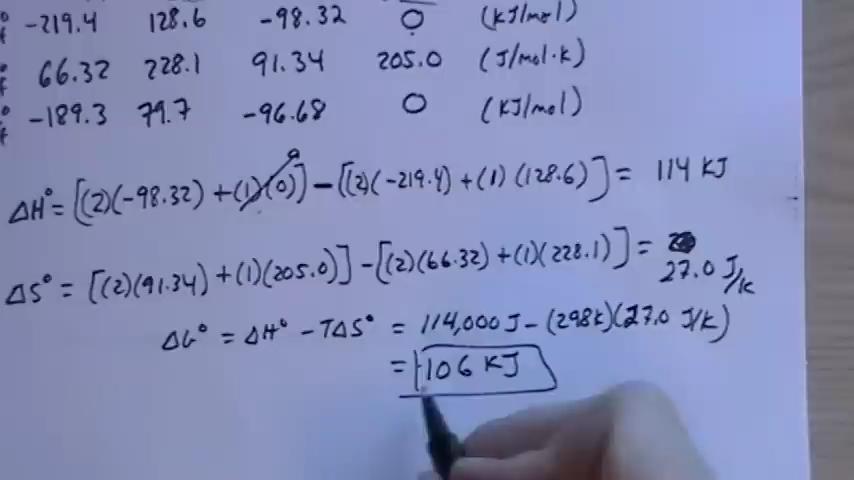 ° f -219.4 128.6 -98.32 0 (kJ/mol)
° f 66.32 228.1 91.34 205.0 (J/mol·k)
° f -189.3 79.7 -96.68 0 (KJ/mol)
ΔH° = [(2)(-98.32) + (1)(0)] - [(2)(-219.4) + (1)(128.6)] = 114 KJ
ΔS° = [(2)(91.34) + (1)(205.0)] - [(2)(66.32) + (1)(228.1)] =
27.0 J/k
ΔG° = ΔH° - TΔS° = 114,000 J - (298k)(27.0 J/k)
= +106 KJ